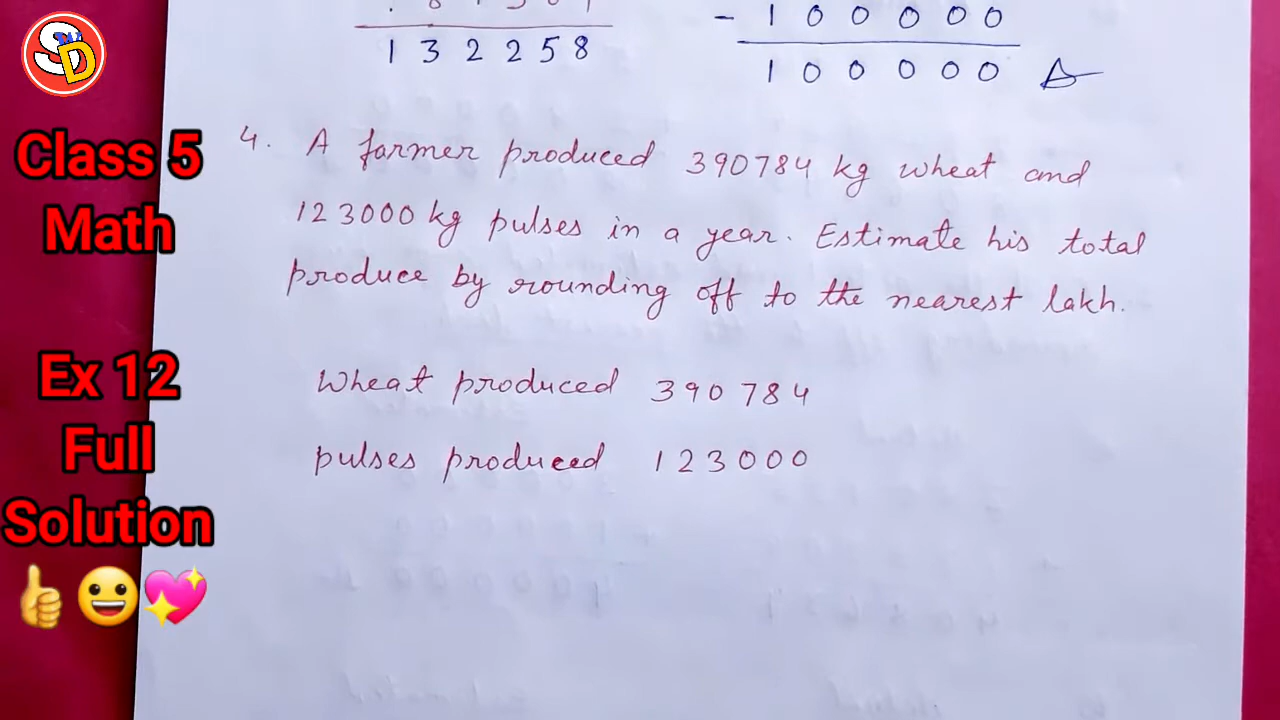 1 3 2 2 5 8
- 1 0 0 0 0 0
1 0 0 0 0 0
SD
Class 5
Math
Ex 12
Full
Solution
4. A farmer produced 390784 kg wheat and
123000 kg pulses in a year. Estimate his total
produce by rounding off to the nearest lakh.
Wheat produced 390784
pulses produced 123000